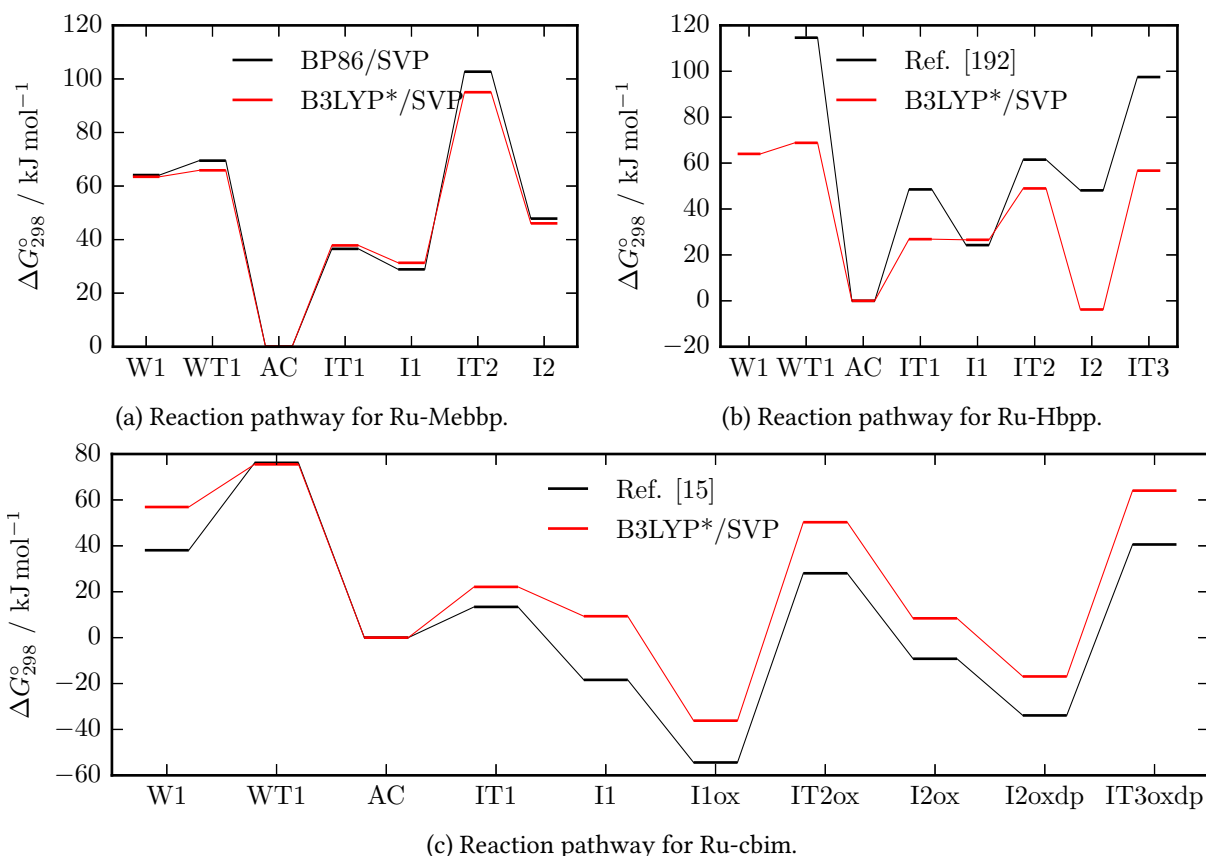 120
100
80
60
40
20
0
ΔG°298 / kJ mol−1
BP86/SVP
B3LYP*/SVP
W1 WT1 AC IT1 I1 IT2 I2
(a) Reaction pathway for Ru-Mebbp.
120
100
80
60
40
20
0
−20
ΔG°298 / kJ mol−1
Ref. [192]
B3LYP*/SVP
W1 WT1 AC IT1 I1 IT2 I2 IT3
(b) Reaction pathway for Ru-Hbpp.
80
60
40
20
0
−20
−40
−60
ΔG°298 / kJ mol−1
Ref. [15]
B3LYP*/SVP
W1 WT1 AC IT1 I1 I1ox IT2ox I2ox I2oxdp IT3oxdp
(c) Reaction pathway for Ru-cbim.